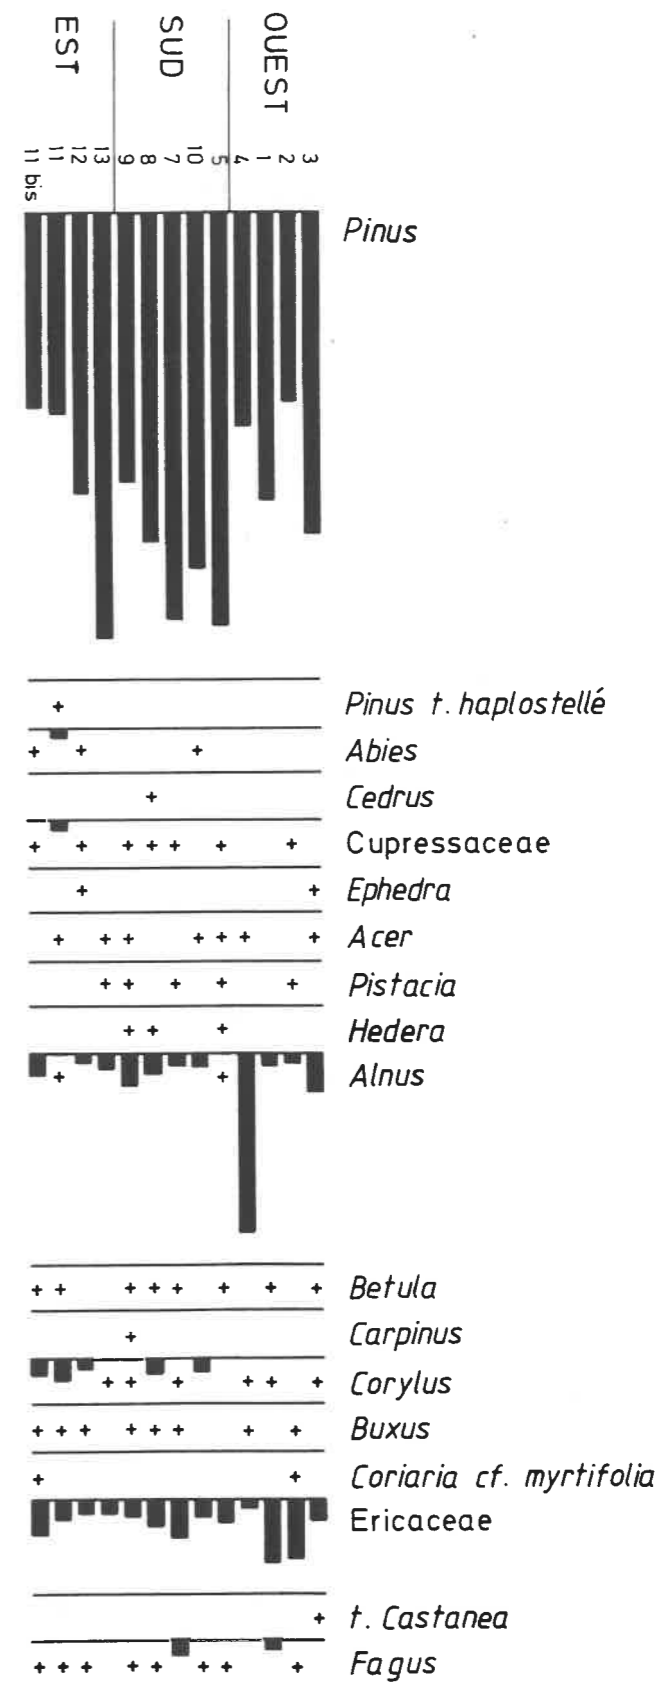 EST
SUD
OUEST
11 bis
11
12
13
9
8
7
10
5
4
1
2
3
Pinus
Pinus t. haplostellé
Abies
Cedrus
Cupressaceae
Ephedra
Acer
Pistacia
Hedera
Alnus
Betula
Carpinus
Corylus
Buxus
Coriaria cf. myrtifolia
Ericaceae
t. Castanea
Fagus